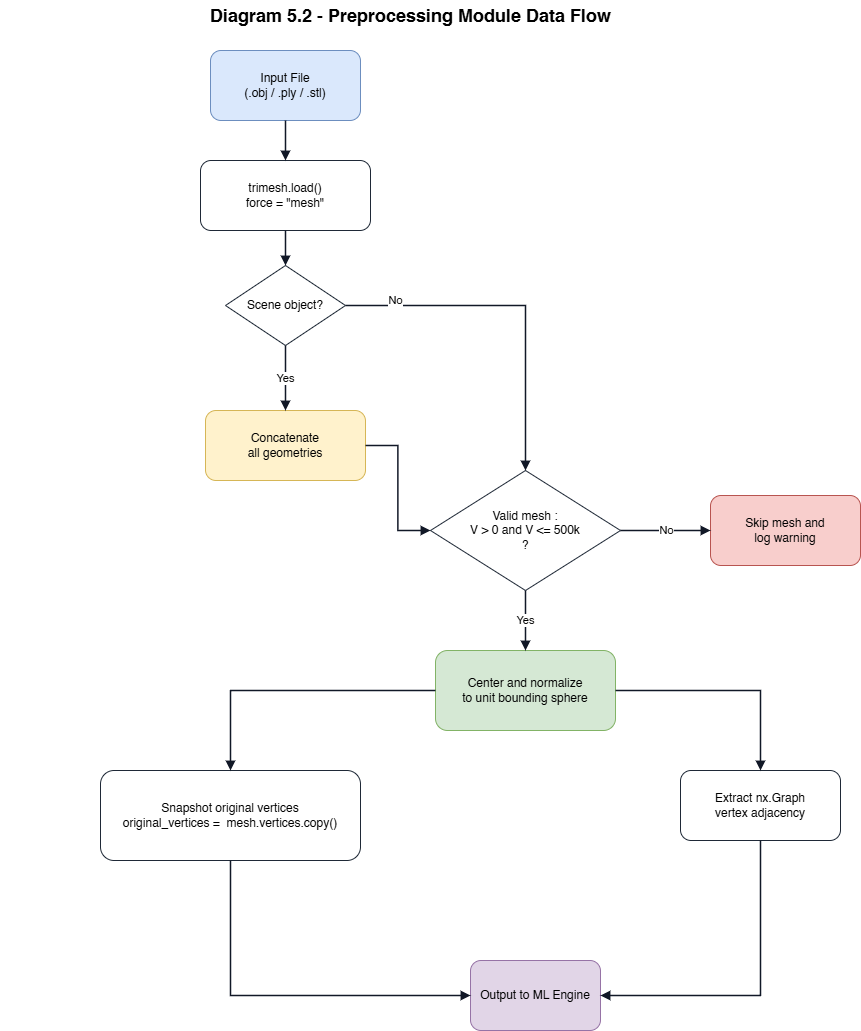 Diagram 5.2 - Preprocessing Module Data Flow
Input File
(.obj / .ply / .stl)
trimesh.load()
force = "mesh"
Scene object?
No
Yes
Concatenate
all geometries
Valid mesh :
V > 0 and V <= 500k
?
No
Skip mesh and
log warning
Yes
Center and normalize
to unit bounding sphere
Snapshot original vertices
original_vertices = mesh.vertices.copy()
Extract nx.Graph
vertex adjacency
Output to ML Engine